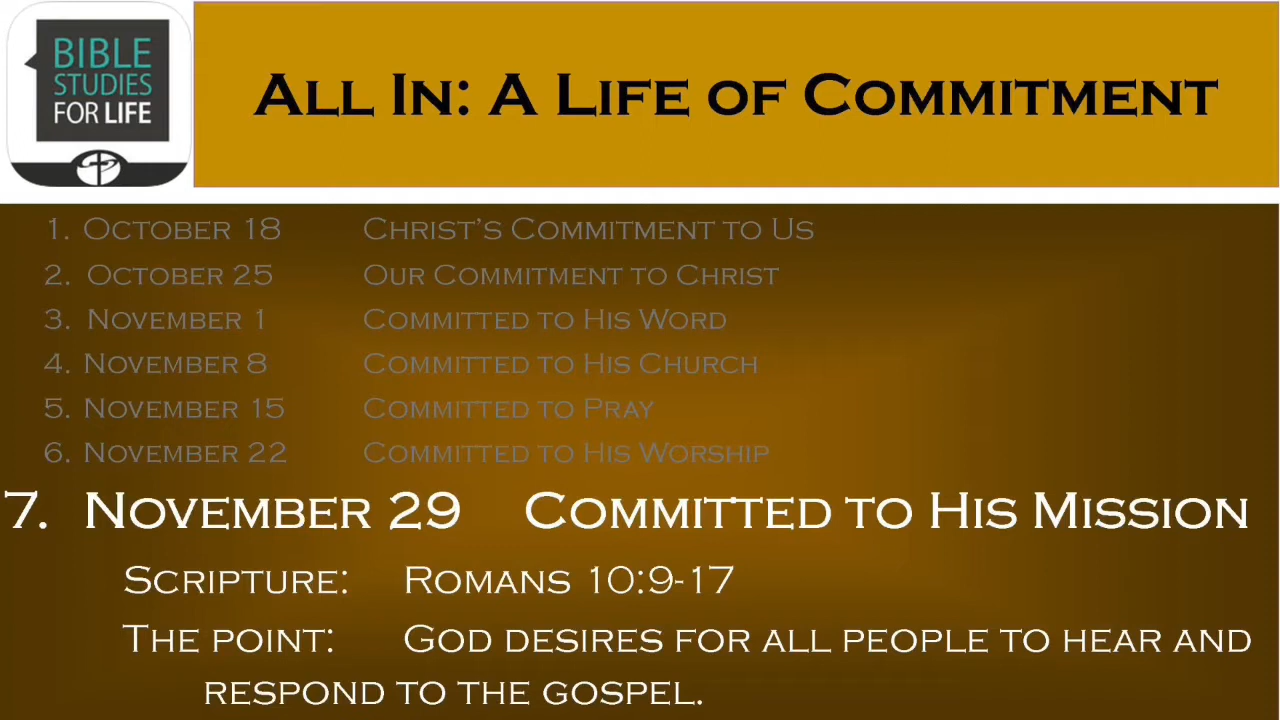 BIBLE
STUDIES
FOR LIFE
All In: A Life of Commitment
1. October 18 Christ's Commitment to Us
2. October 25 Our Commitment to Christ
3. November 1 Committed to His Word
4. November 8 Committed to His Church
5. November 15 Committed to Pray
6. November 22 Committed to His Worship
7. November 29 Committed to His Mission
Scripture: Romans 10:9-17
The point: God desires for all people to hear and
respond to the gospel.